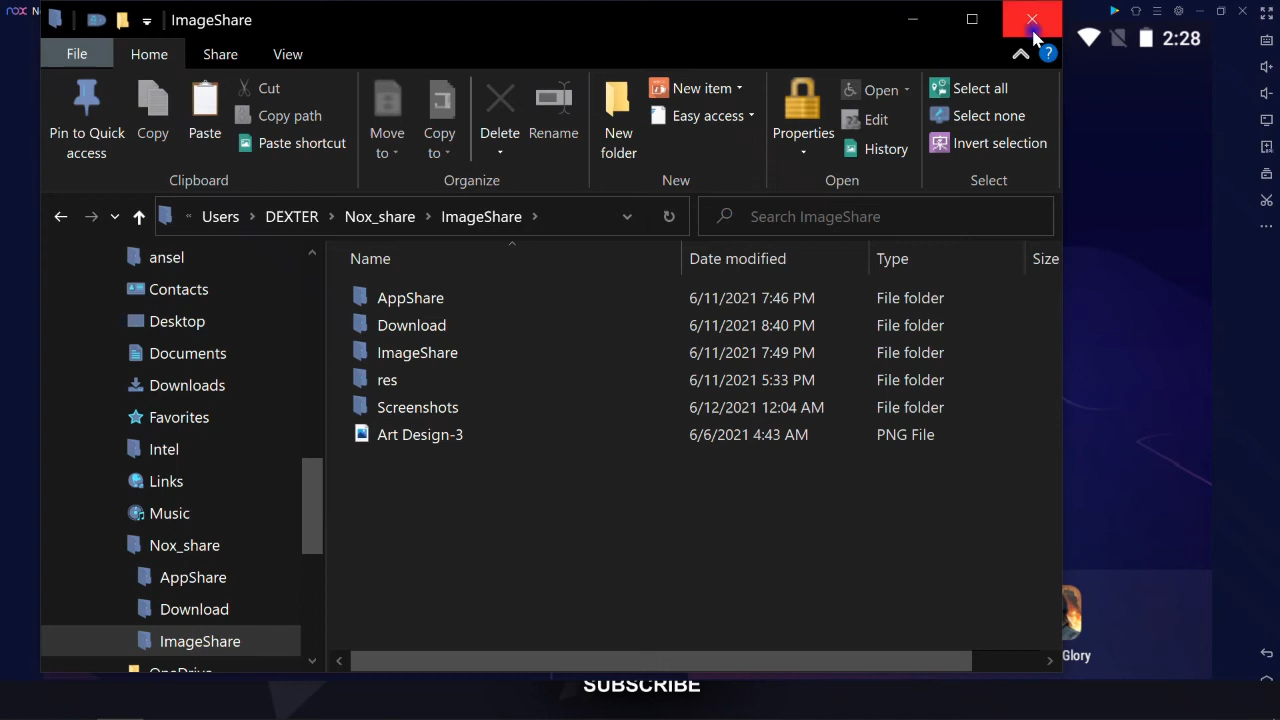 nox N
ImageShare
2:28
File Home Share View
Pin to Quick access
Copy
Paste
Cut
Copy path
Paste shortcut
Move to
Copy to
Delete
Rename
New folder
New item
Easy access
Properties
Open
Edit
History
Select all
Select none
Invert selection
Clipboard Organize New Open Select
« Users > DEXTER > Nox_share > ImageShare >
Search ImageShare
ansel
Contacts
Desktop
Documents
Downloads
Favorites
Intel
Links
Music
Nox_share
AppShare
Download
ImageShare
OneDrive
Name Date modified Type Size
AppShare 6/11/2021 7:46 PM File folder
Download 6/11/2021 8:40 PM File folder
ImageShare 6/11/2021 7:49 PM File folder
res 6/11/2021 5:33 PM File folder
Screenshots 6/12/2021 12:04 AM File folder
Art Design-3 6/6/2021 4:43 AM PNG File
Glory
SUBSCRIBE